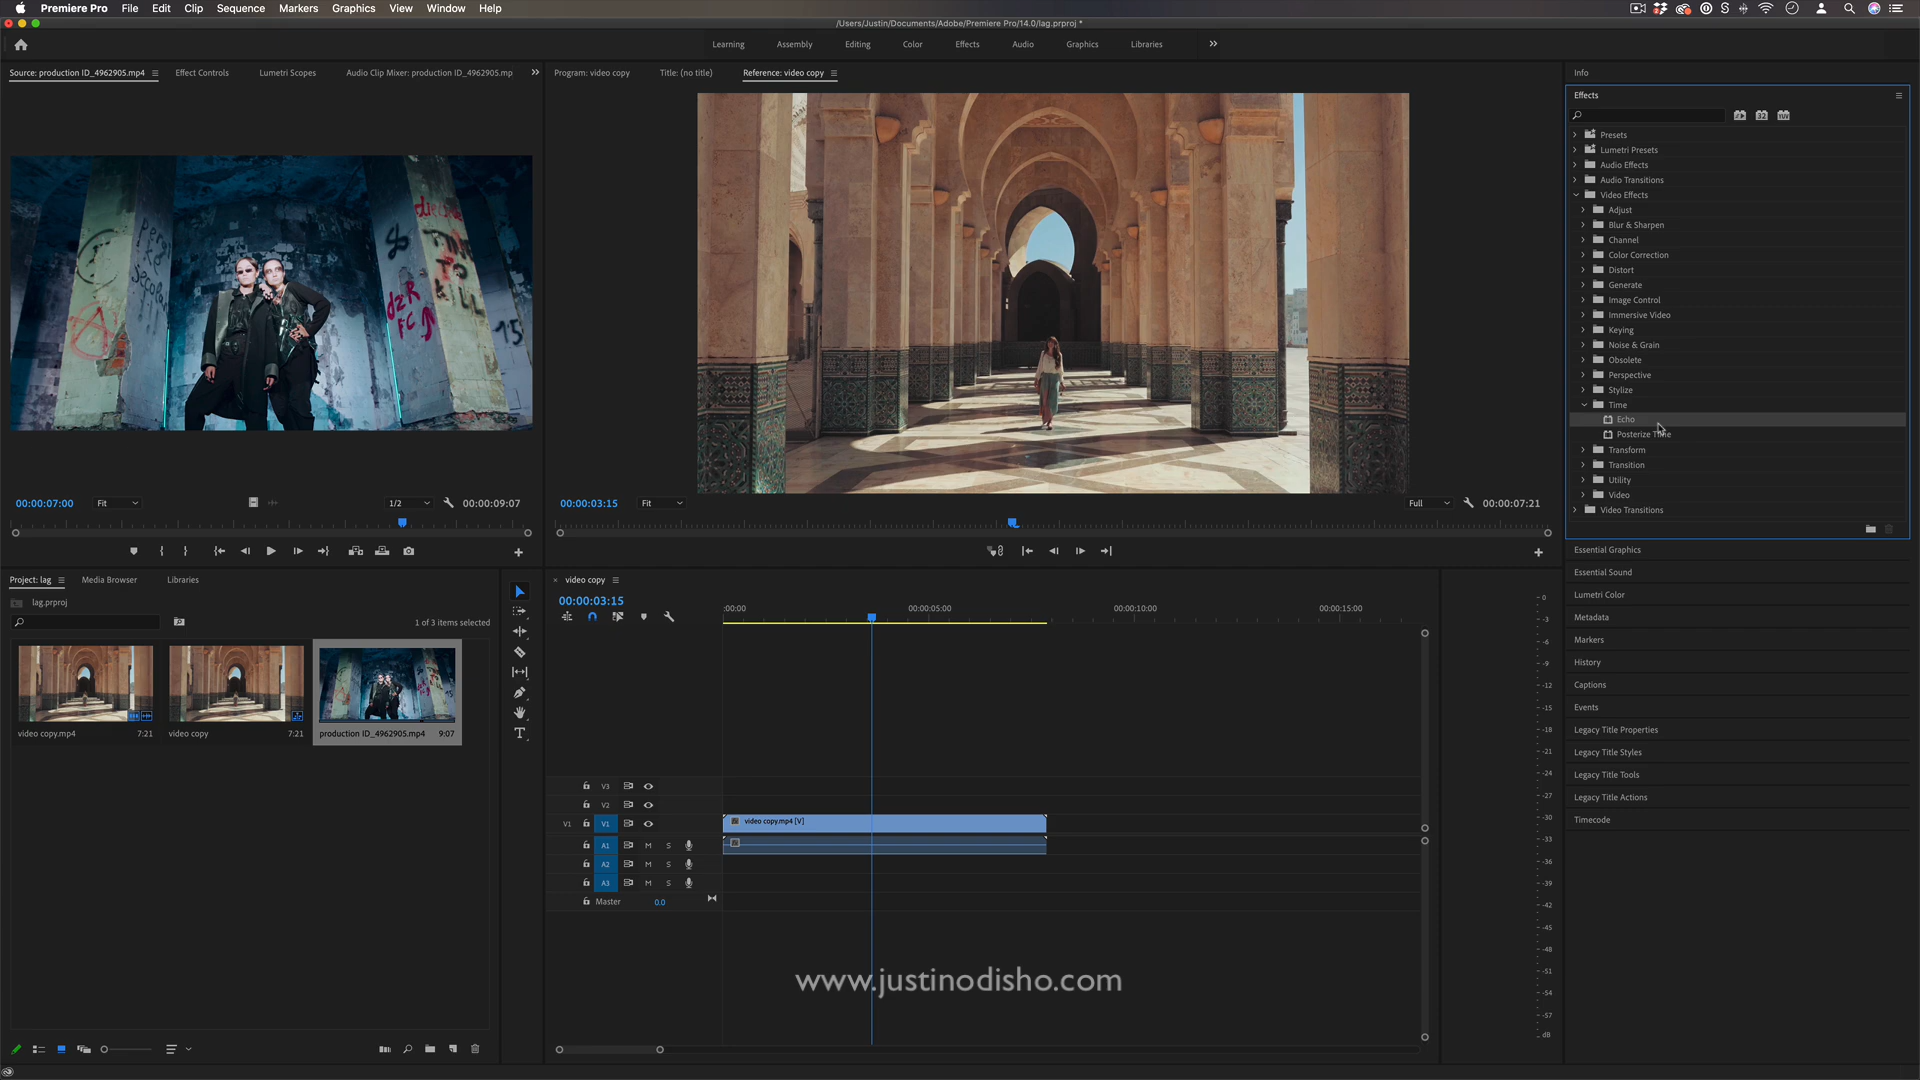 Premiere Pro File Edit Clip Sequence Markers Graphics View Window Help
/Users/Justin/Documents/Adobe/Premiere Pro/14.0/lag.prproj *
Learning Assembly Editing Color Effects Audio Graphics Libraries
Source: production ID_4962905.mp4 Effect Controls Lumetri Scopes Audio Clip Mixer: production ID_4962905.mp
Program: video copy Title: (no title) Reference: video copy
Info
Effects
Presets
Lumetri Presets
Audio Effects
Audio Transitions
Video Effects
Adjust
Blur & Sharpen
Channel
Color Correction
Distort
Generate
Image Control
Immersive Video
Keying
Noise & Grain
Obsolete
Perspective
Stylize
Time
Echo
Posterize Time
Transform
Transition
Utility
Video
Video Transitions
dzR
FC
15
00:00:07:00 Fit 1/2 00:00:09:07
00:00:03:15 Fit Full 00:00:07:21
Essential Graphics
Essential Sound
Lumetri Color
Metadata
Markers
History
Captions
Events
Legacy Title Properties
Legacy Title Styles
Legacy Title Tools
Legacy Title Actions
Timecode
Project: lag Media Browser Libraries
lag.prproj
1 of 3 items selected
video copy.mp4 7:21
video copy 7:21
production ID_4962905.mp4 9:07
video copy
00:00:03:15
:00:00 00:00:05:00 00:00:10:00 00:00:15:00
V3
V2
V1 V1 video copy.mp4 [V]
A1 M S
A2 M S
A3 M S
Master 0.0
0
-3
-6
-9
-12
-15
-18
-21
-24
-27
-30
-33
-36
-39
-42
-45
-48
-51
-54
-57
dB
www.justinodisho.com